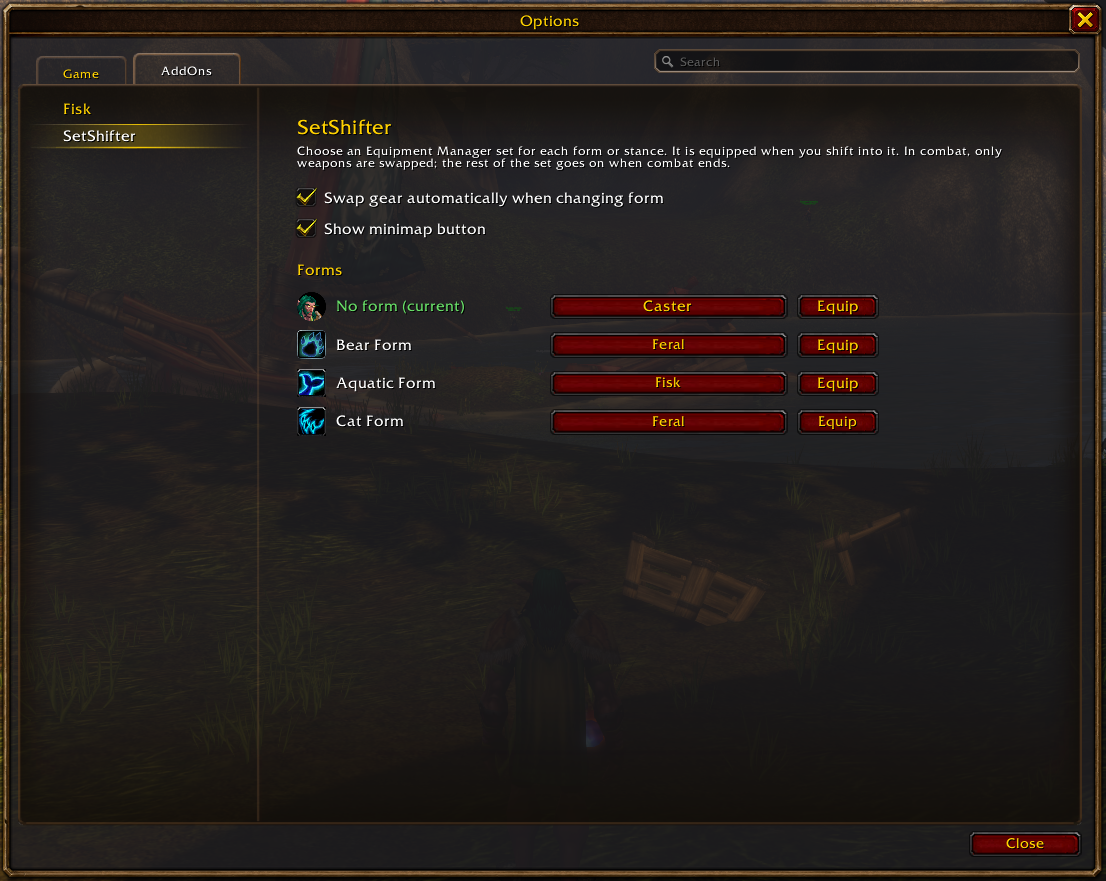 Options
Game
AddOns
Search
Fisk
SetShifter
SetShifter
Choose an Equipment Manager set for each form or stance. It is equipped when you shift into it. In combat, only
weapons are swapped; the rest of the set goes on when combat ends.
Swap gear automatically when changing form
Show minimap button
Forms
No form (current)
Caster
Equip
Bear Form
Feral
Equip
Aquatic Form
Fisk
Equip
Cat Form
Feral
Equip
Close